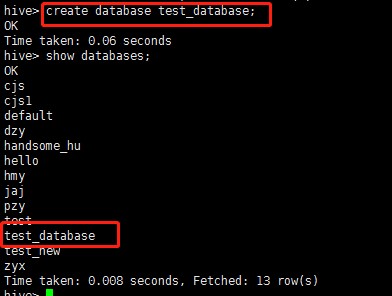 hive> create database test_database;
OK
Time taken: 0.06 seconds
hive> show databases;
OK
cjs
cjs1
default
dzy
handsome_hu
hello
hmy
jaj
pzy
test
test_database
test_new
zyx
Time taken: 0.008 seconds, Fetched: 13 row(s)
hive>